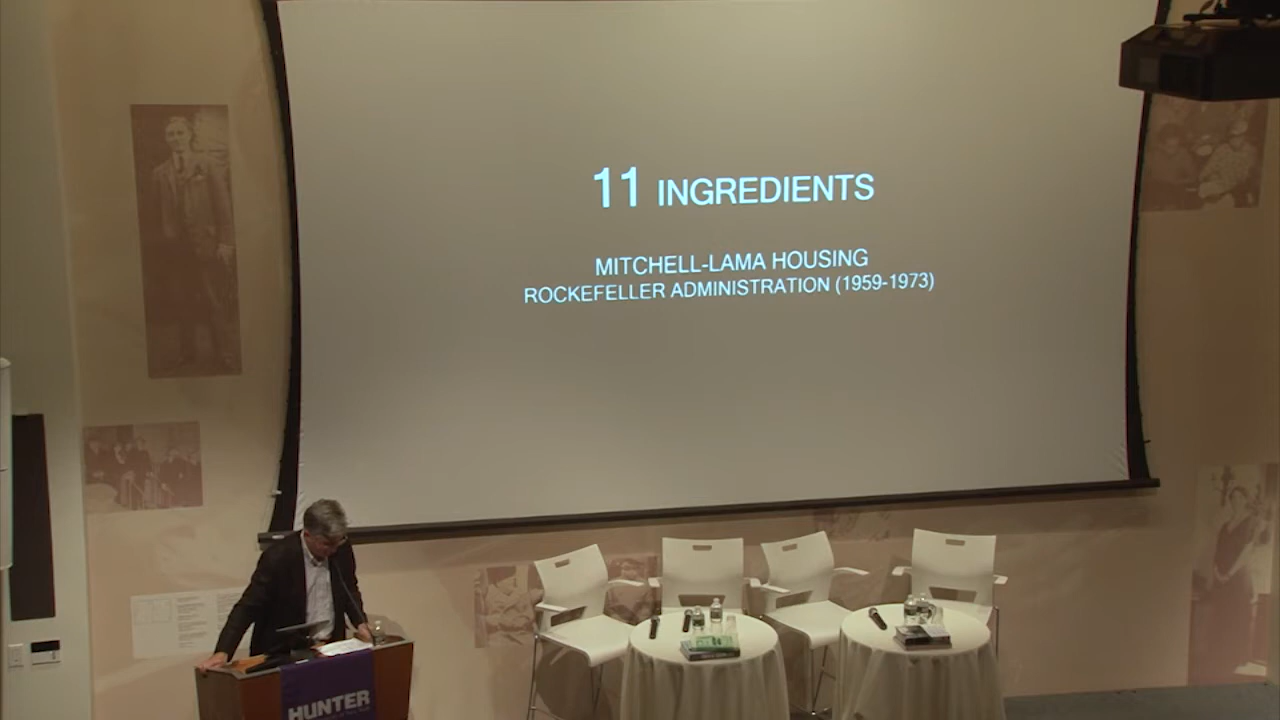 11 INGREDIENTS
MITCHELL-LAMA HOUSING
ROCKEFELLER ADMINISTRATION (1959-1973)
HUNTER